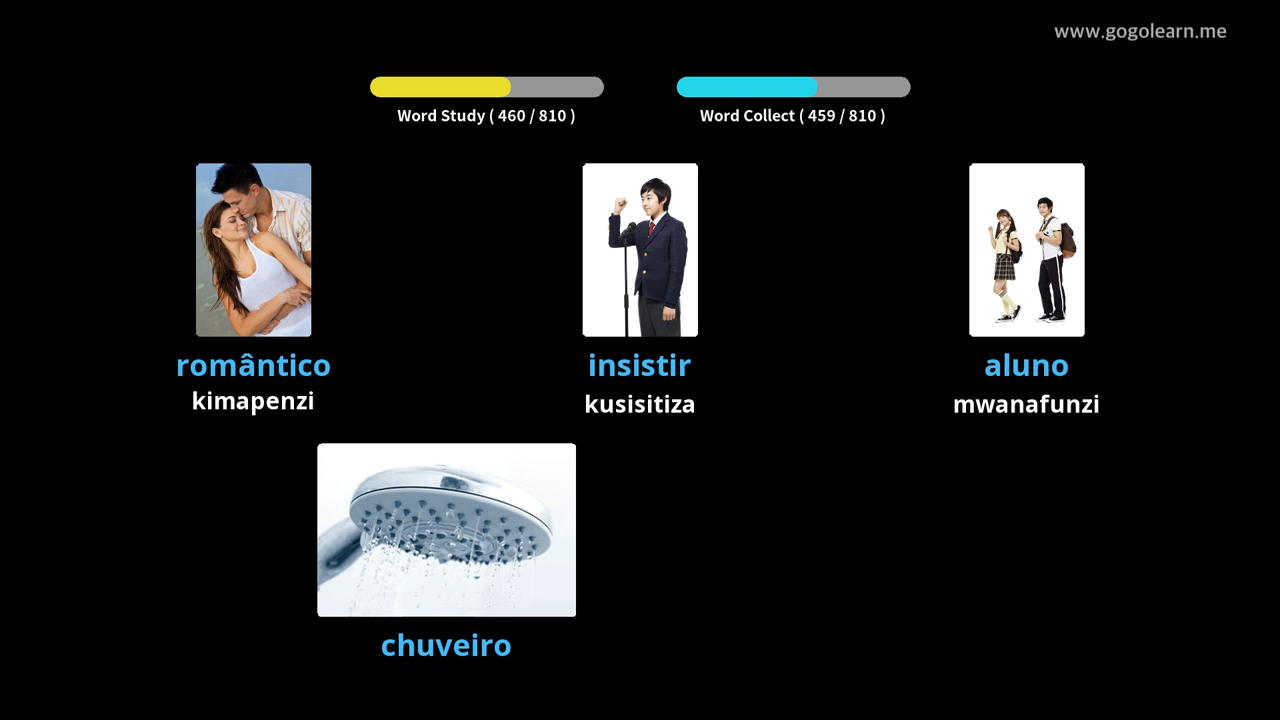 www.gogolearn.me
Word Study ( 460 / 810 )
Word Collect ( 459 / 810 )
romântico
kimapenzi
insistir
kusisitiza
aluno
mwanafunzi
chuveiro